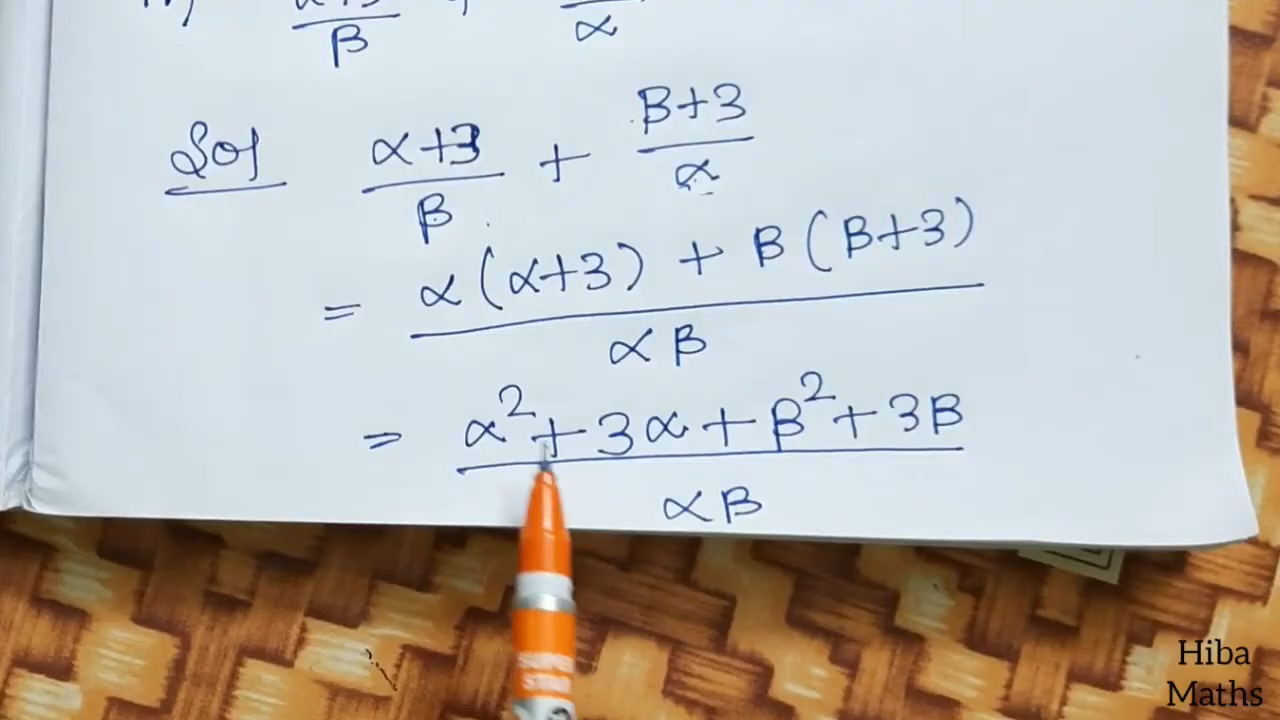 β α
Sol α+3/β + β+3/α
= α(α+3) + β(β+3)/αβ
= α²+3α+β²+3β/αβ
Hiba
Maths